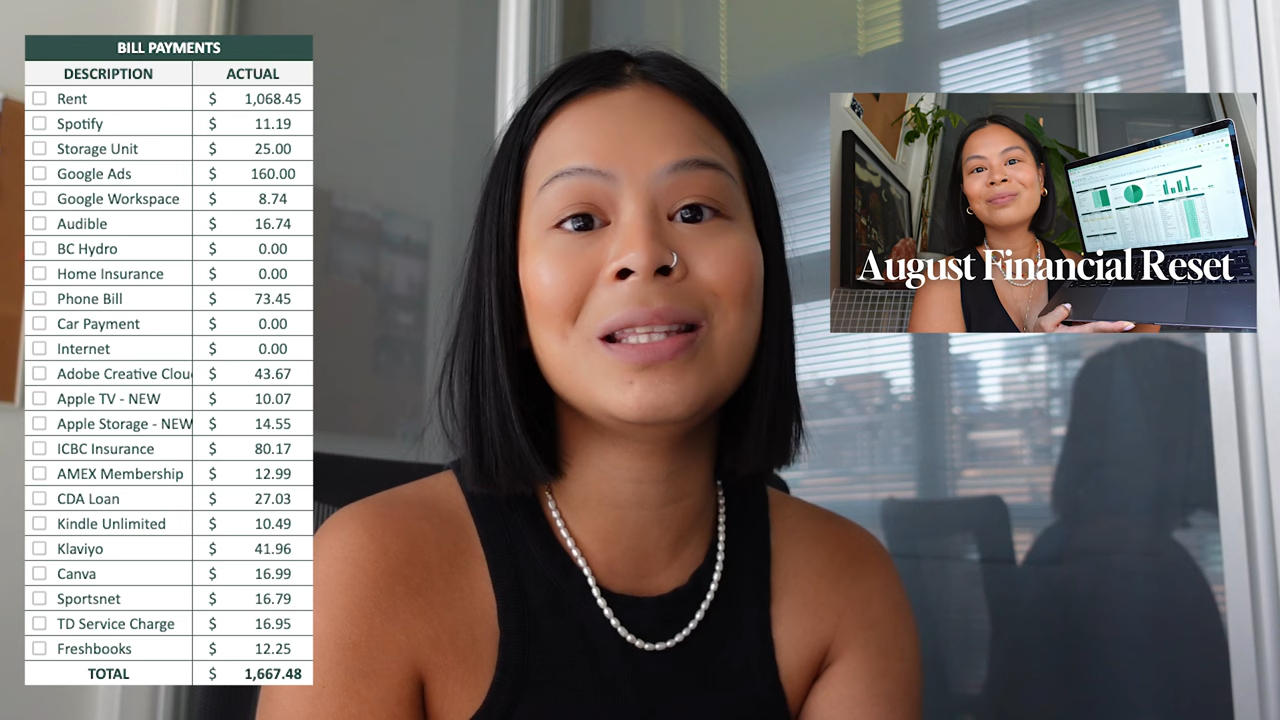 BILL PAYMENTS
DESCRIPTION ACTUAL
Rent $ 1,068.45
Spotify $ 11.19
Storage Unit $ 25.00
Google Ads $ 160.00
Google Workspace $ 8.74
Audible $ 16.74
BC Hydro $ 0.00
Home Insurance $ 0.00
Phone Bill $ 73.45
Car Payment $ 0.00
Internet $ 0.00
Adobe Creative Clou $ 43.67
Apple TV - NEW $ 10.07
Apple Storage - NEW $ 14.55
ICBC Insurance $ 80.17
AMEX Membership $ 12.99
CDA Loan $ 27.03
Kindle Unlimited $ 10.49
Klaviyo $ 41.96
Canva $ 16.99
Sportsnet $ 16.79
TD Service Charge $ 16.95
Freshbooks $ 12.25
TOTAL $ 1,667.48
August Financial Reset